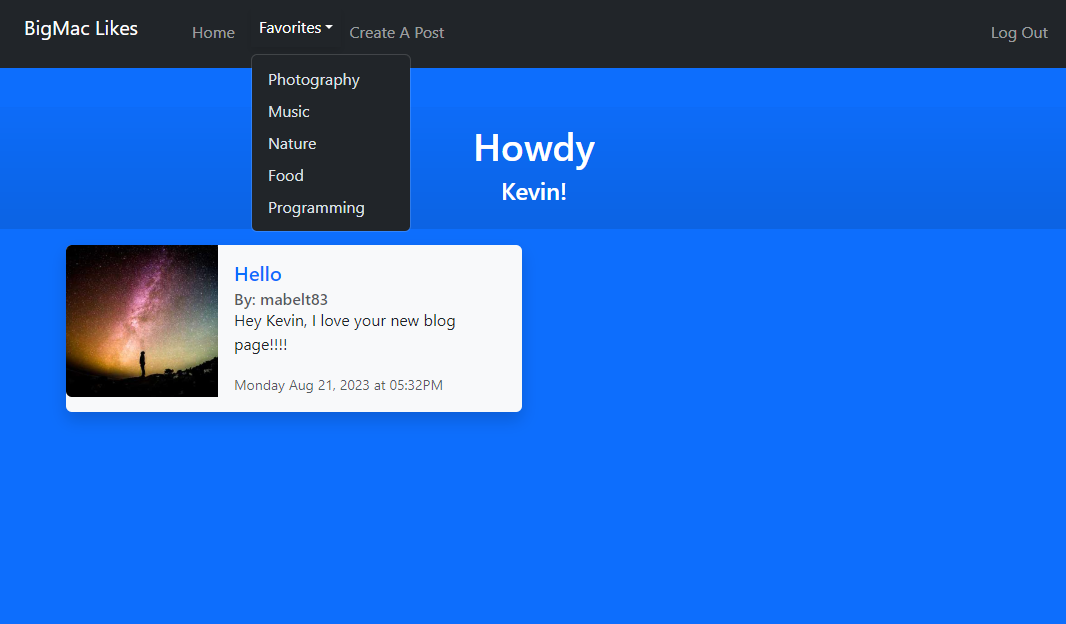 BigMac Likes
Home
Favorites
Create A Post
Log Out
Photography
Music
Nature
Food
Programming
Howdy
Kevin!
Hello
By: mabelt83
Hey Kevin, I love your new blog
page!!!!
Monday Aug 21, 2023 at 05:32PM